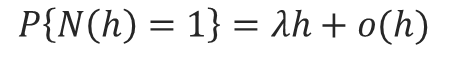 P{N(h) = 1} = λh + o(h)